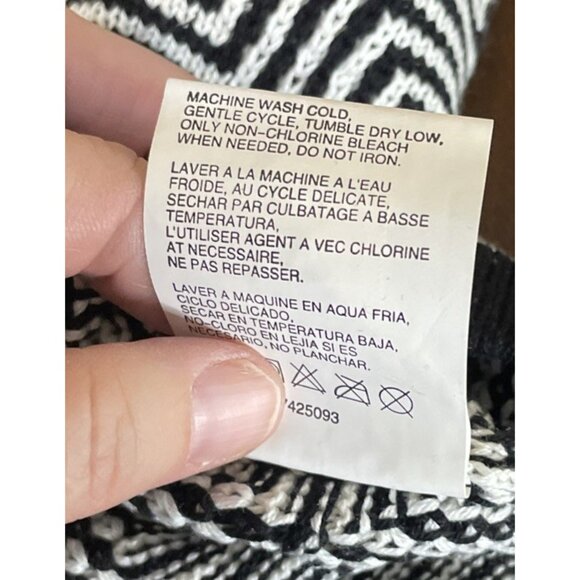 MACHINE WASH COLD,
GENTLE CYCLE, TUMBLE DRY LOW,
ONLY NON-CHLORINE BLEACH
WHEN NEEDED, DO NOT IRON.
LAVER A LA MACHINE A L'EAU
FROIDE, AU CYCLE DELICATE,
SECHAR PAR CULBATAGE A BASSE
TEMPERATURA,
L'UTILISER AGENT A VEC CHLORINE
AT NECESSAIRE,
NE PAS REPASSER.
LAVER A MAQUINE EN AQUA FRIA,
CICLO DELICADO,
SECAR EN TEMPERATURA BAJA,
NO-CLORO EN LEJIA SI ES
NECESARIO, NO PLANCHAR.
7425093